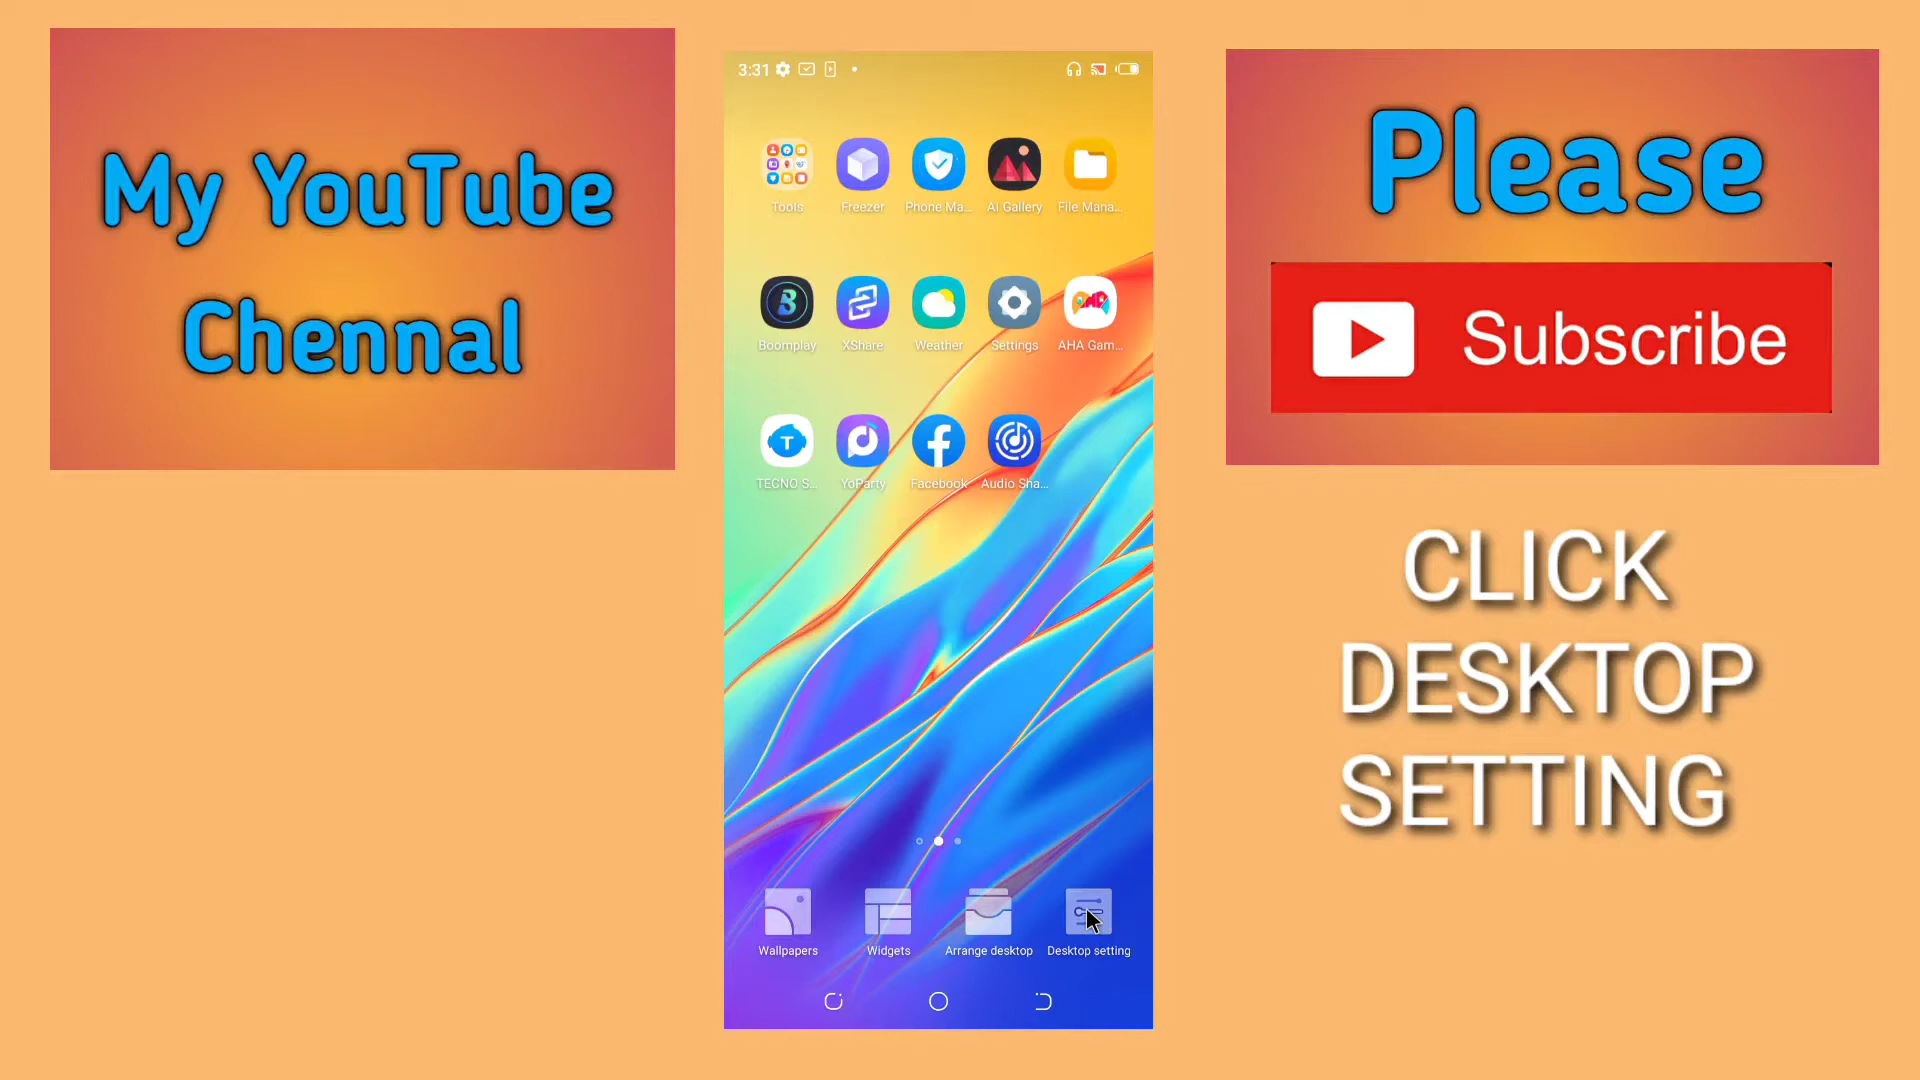 My YouTube
Chennal
3:31
Tools
Freezer
Phone Ma...
AI Gallery
File Mana...
Boomplay
XShare
Weather
Settings
AHA Gam...
TECNO S...
YoParty
Facebook
Audio Sha...
Wallpapers
Widgets
Arrange desktop
Desktop setting
Please
Subscribe
CLICK
DESKTOP
SETTING